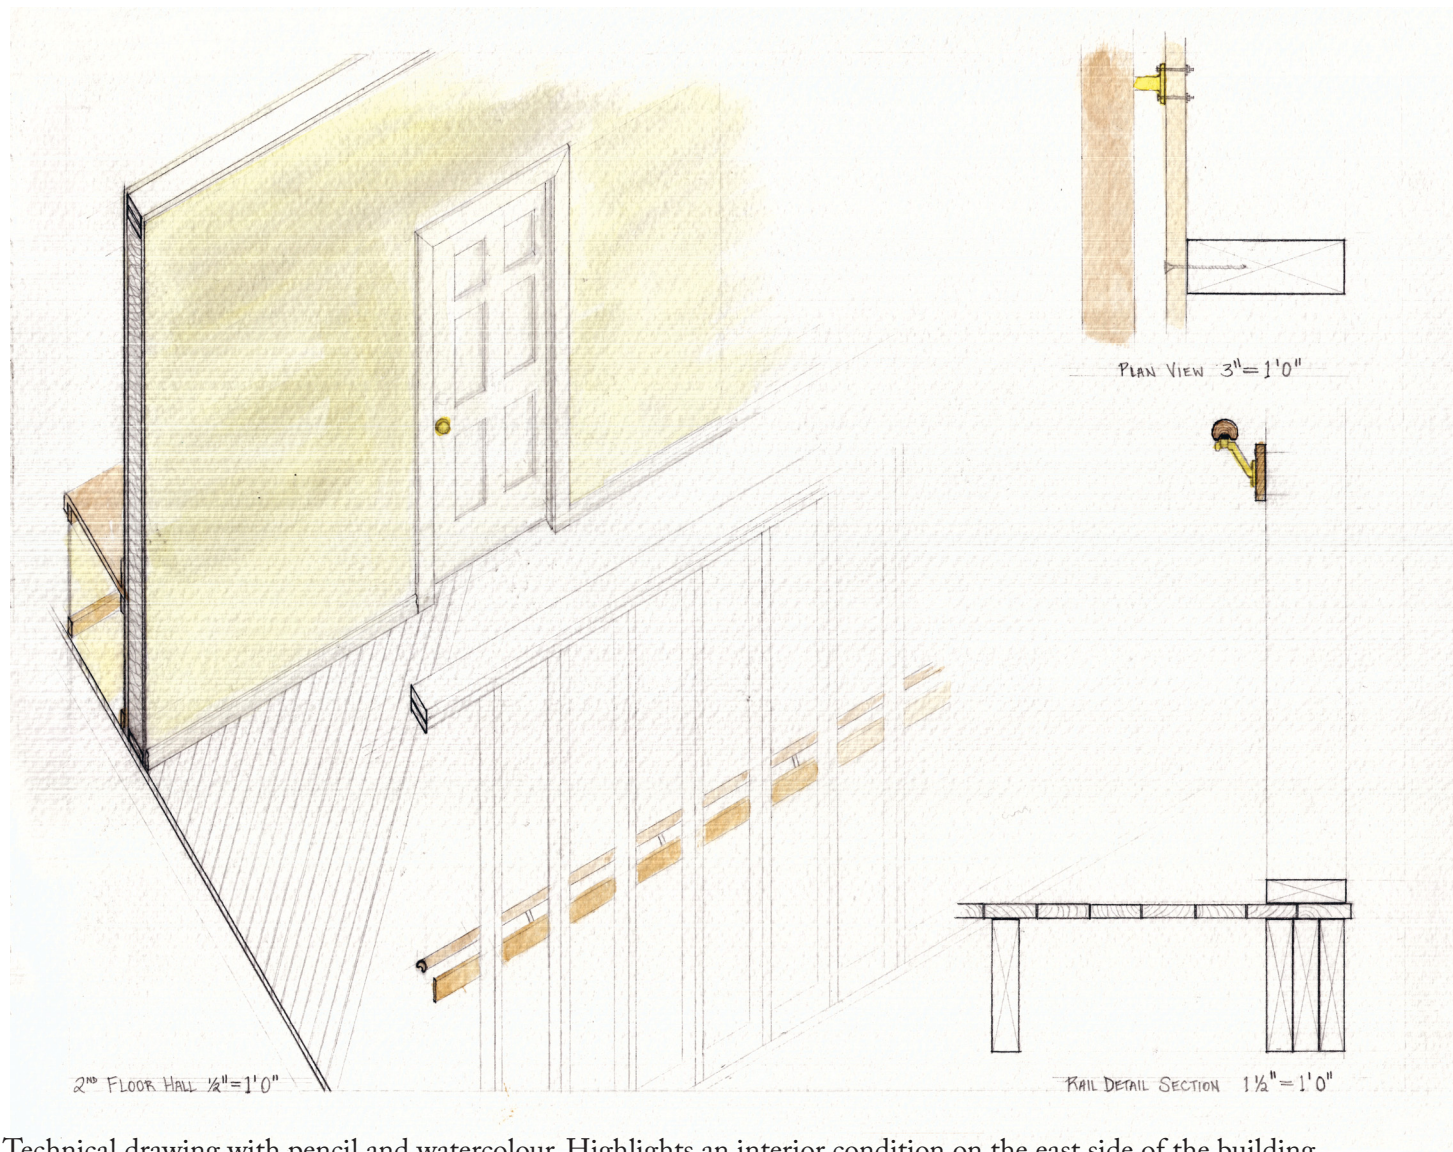 PLAN VIEW 3"=1'0"
2ND FLOOR HALL ½"=1'0"
RAIL DETAIL SECTION 1½"=1'0"
Technical drawing with pencil and watercolour. Highlights an interior condition on the east side of the building